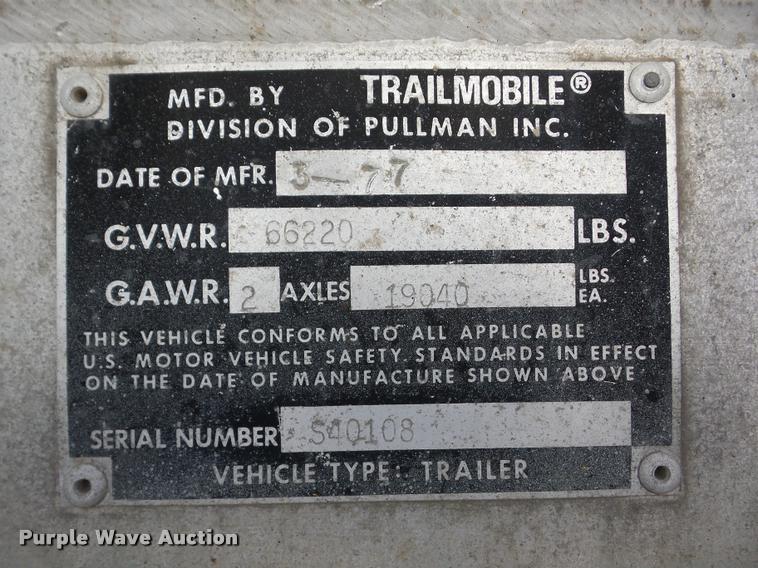 MFD. BY TRAILMOBILE®
DIVISION OF PULLMAN INC.
DATE OF MFR. 3-77
G.V.W.R. 66220 LBS.
G.A.W.R. 2 AXLES 19040 LBS. EA.
THIS VEHICLE CONFORMS TO ALL APPLICABLE
U.S. MOTOR VEHICLE SAFETY STANDARDS IN EFFECT
ON THE DATE OF MANUFACTURE SHOWN ABOVE
SERIAL NUMBER S40108
VEHICLE TYPE: TRAILER
Purple Wave Auction